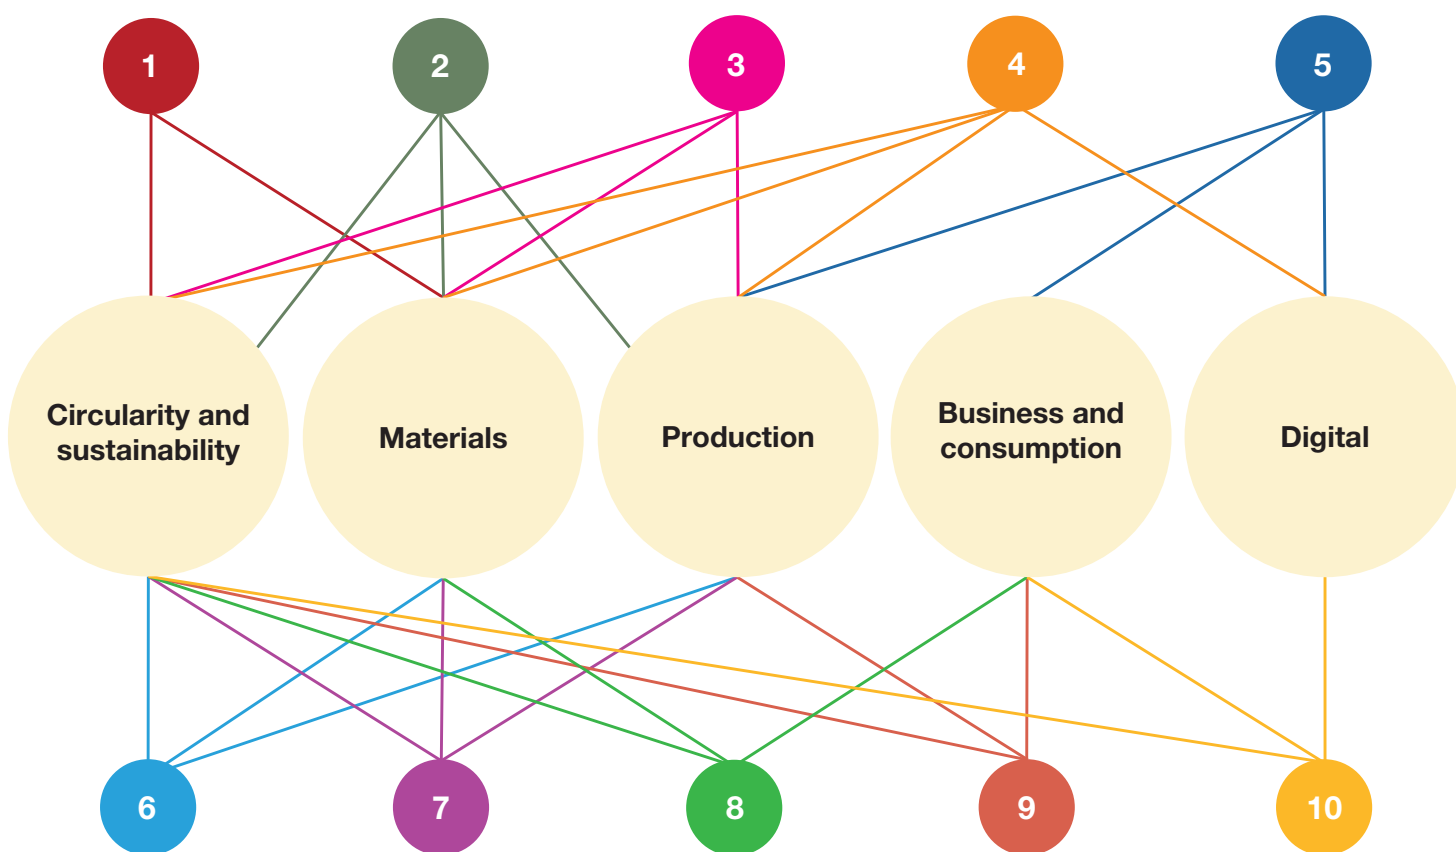 1
2
3
4
5
Circularity and
sustainability
Materials
Production
Business and
consumption
Digital
6
7
8
9
10